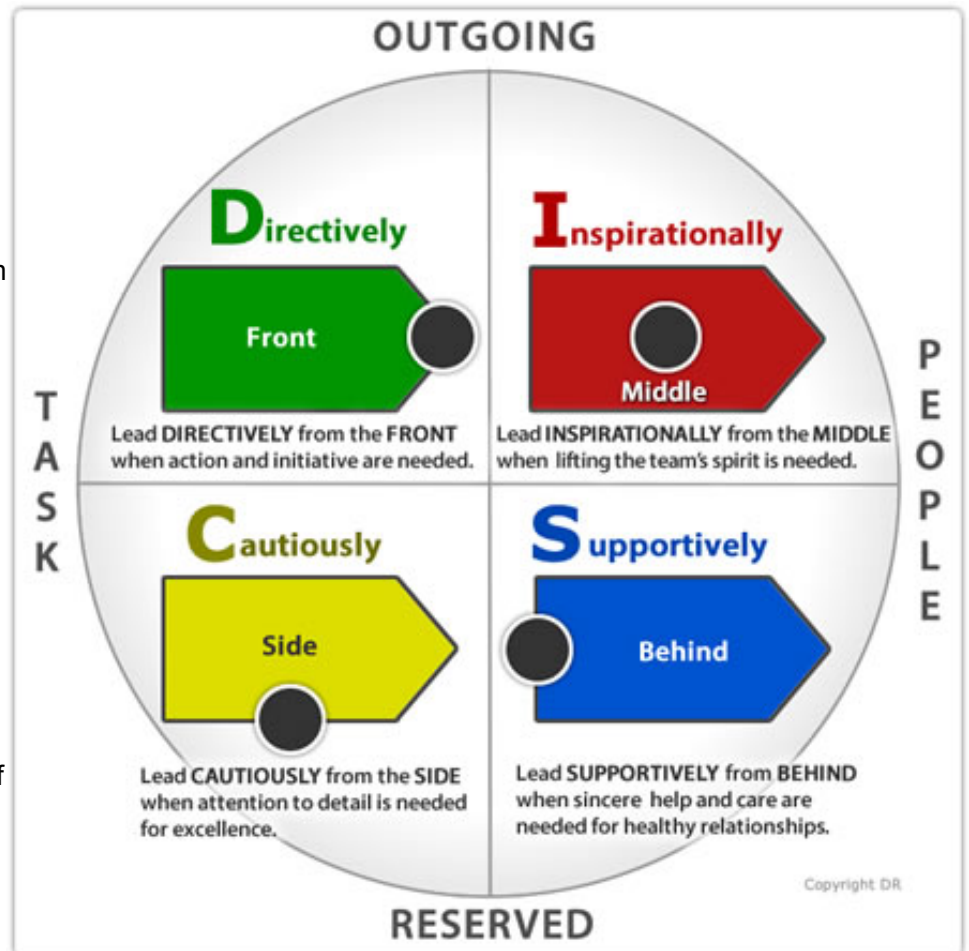 OUTGOING
Directively
Front
Lead DIRECTIVELY from the FRONT
when action and initiative are needed.
Inspirationally
Middle
Lead INSPIRATIONALLY from the MIDDLE
when lifting the team's spirit is needed.
TASK
PEOPLE
Cautiously
Side
Lead CAUTIOUSLY from the SIDE
when attention to detail is needed
for excellence.
Supportively
Behind
Lead SUPPORTIVELY from BEHIND
when sincere help and care are
needed for healthy relationships.
Copyright DR
RESERVED